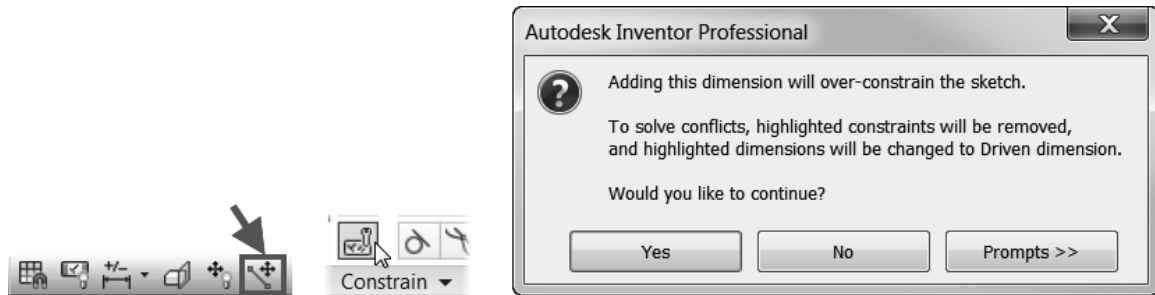 Autodesk Inventor Professional
X
Adding this dimension will over-constrain the sketch.
To solve conflicts, highlighted constraints will be removed,
and highlighted dimensions will be changed to Driven dimension.
Would you like to continue?
Yes
No
Prompts >>
+/-
Constrain